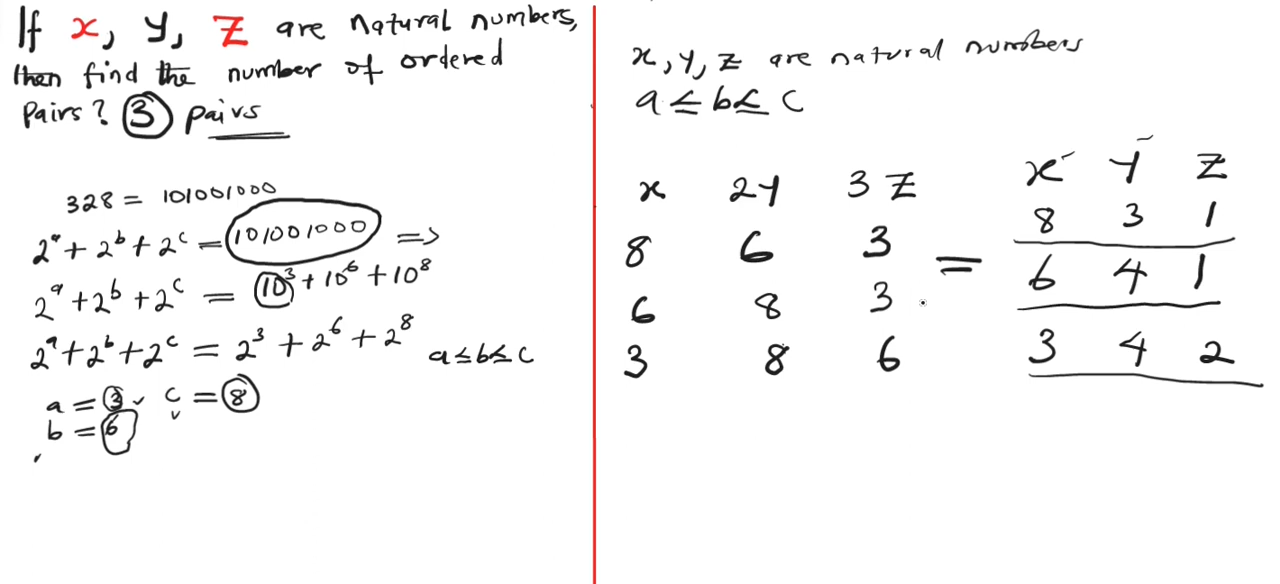 If x, y, z are natural numbers,
then find the number of ordered
pairs? 3 pairs
328 = 101001000
2^a + 2^b + 2^c = 101001000 =>
2^a + 2^b + 2^c = 10^3 + 10^6 + 10^8
2^a + 2^b + 2^c = 2^3 + 2^6 + 2^8 a ≤ b ≤ c
a = 3 c = 8
b = 6
x, y, z are natural numbers
a ≤ b ≤ c
x 2y 3z
8 6 3
6 8 3
3 8 6
=
x y z
8 3 1
6 4 1
3 4 2